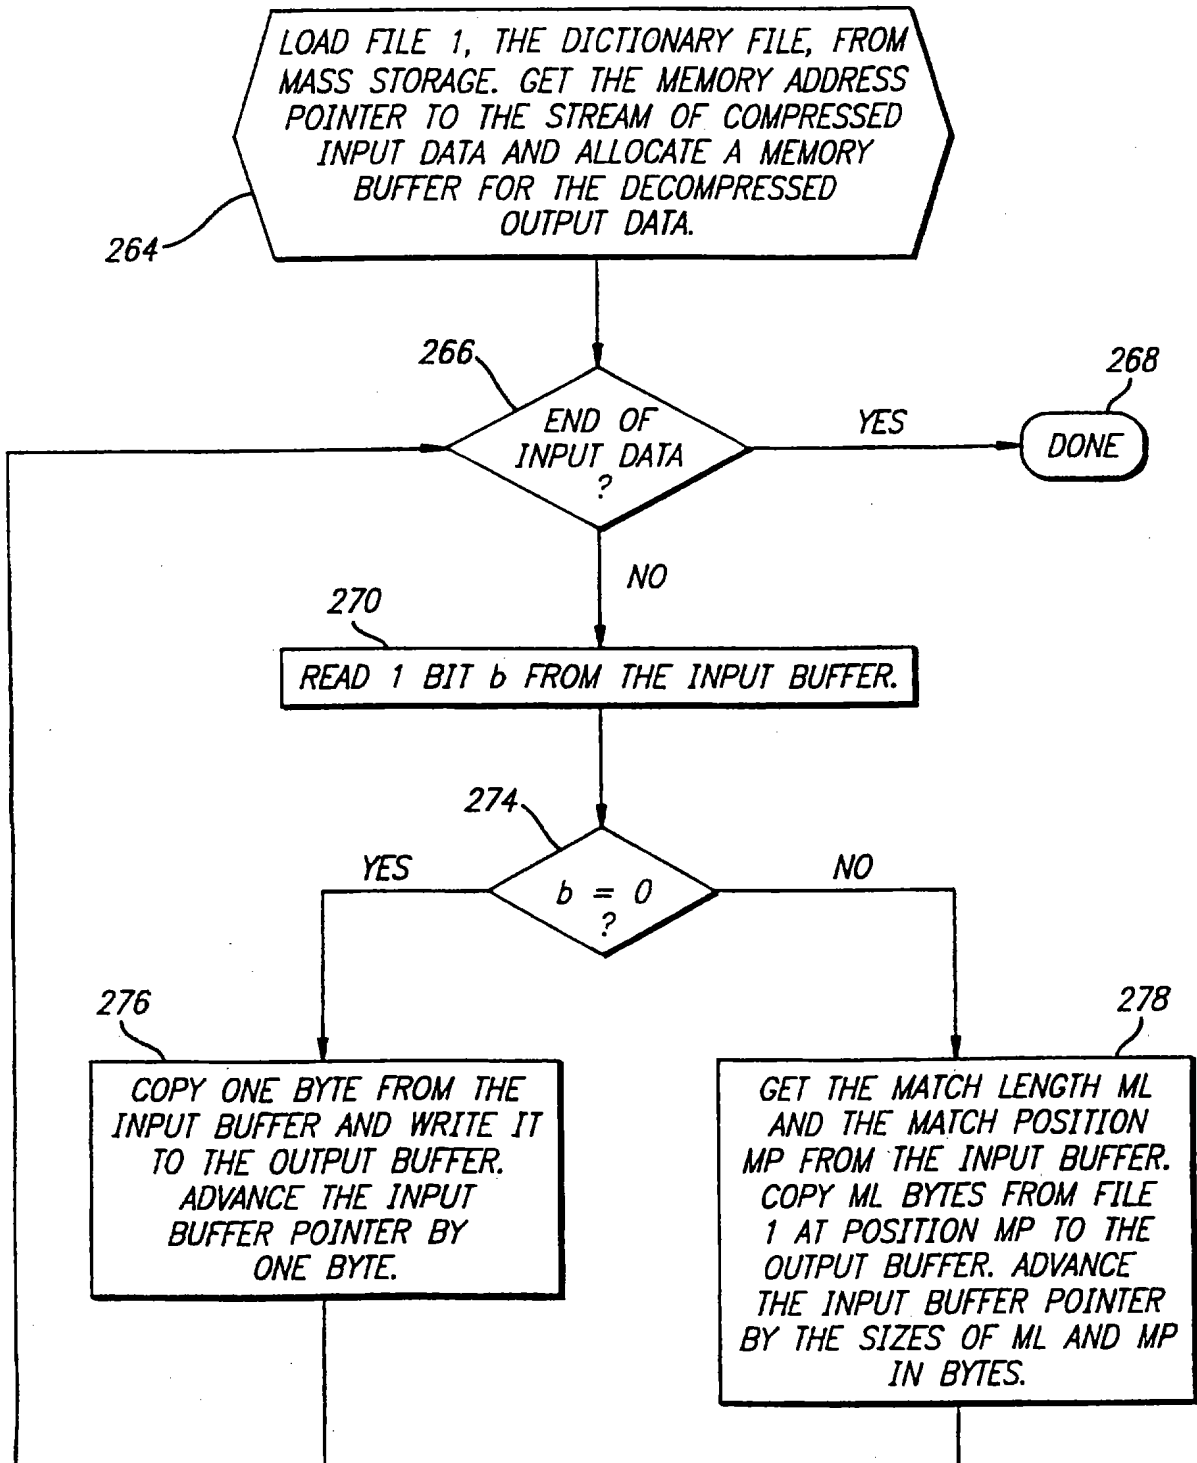 LOAD FILE 1, THE DICTIONARY FILE, FROM
MASS STORAGE. GET THE MEMORY ADDRESS
POINTER TO THE STREAM OF COMPRESSED
INPUT DATA AND ALLOCATE A MEMORY
BUFFER FOR THE DECOMPRESSED
OUTPUT DATA.
264
266
END OF
INPUT DATA
?
YES
268
DONE
NO
270
READ 1 BIT b FROM THE INPUT BUFFER.
274
YES
b = 0
?
NO
276
COPY ONE BYTE FROM THE
INPUT BUFFER AND WRITE IT
TO THE OUTPUT BUFFER.
ADVANCE THE INPUT
BUFFER POINTER BY
ONE BYTE.
278
GET THE MATCH LENGTH ML
AND THE MATCH POSITION
MP FROM THE INPUT BUFFER.
COPY ML BYTES FROM FILE
1 AT POSITION MP TO THE
OUTPUT BUFFER. ADVANCE
THE INPUT BUFFER POINTER
BY THE SIZES OF ML AND MP
IN BYTES.